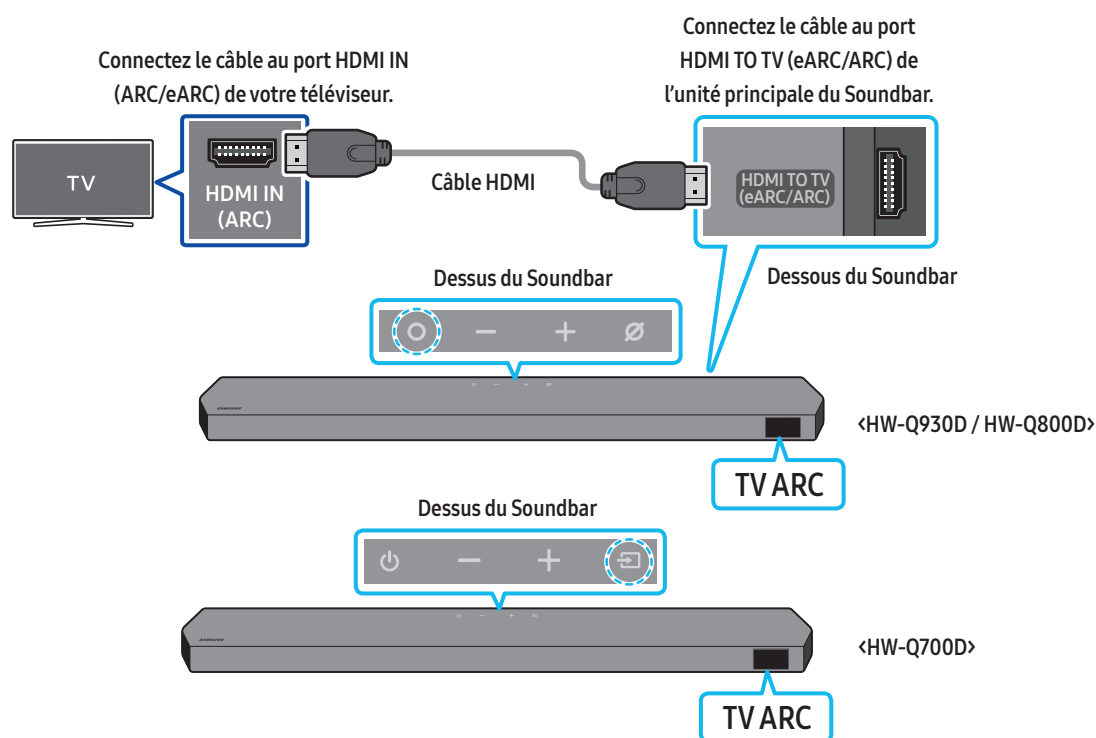 Connectez le câble au port
HDMI TO TV (eARC/ARC) de
l'unité principale du Soundbar.
Connectez le câble au port HDMI IN
(ARC/eARC) de votre téléviseur.
TV
HDMI IN
(ARC)
Câble HDMI
HDMI TO TV
(eARC/ARC)
Dessus du Soundbar
Dessous du Soundbar
SAMSUNG
<HW-Q930D / HW-Q800D>
TV ARC
Dessus du Soundbar
SAMSUNG
<HW-Q700D>
TV ARC